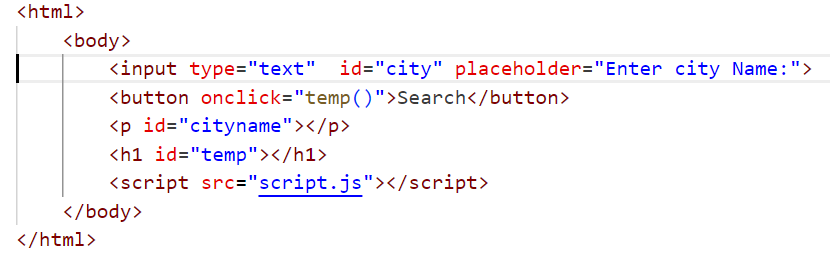 <html>
<body>
<input type="text"  id="city" placeholder="Enter city Name:">
<button onclick="temp()">Search</button>
<p id="cityname"></p>
<h1 id="temp"></h1>
<script src="script.js"></script>
</body>
</html>